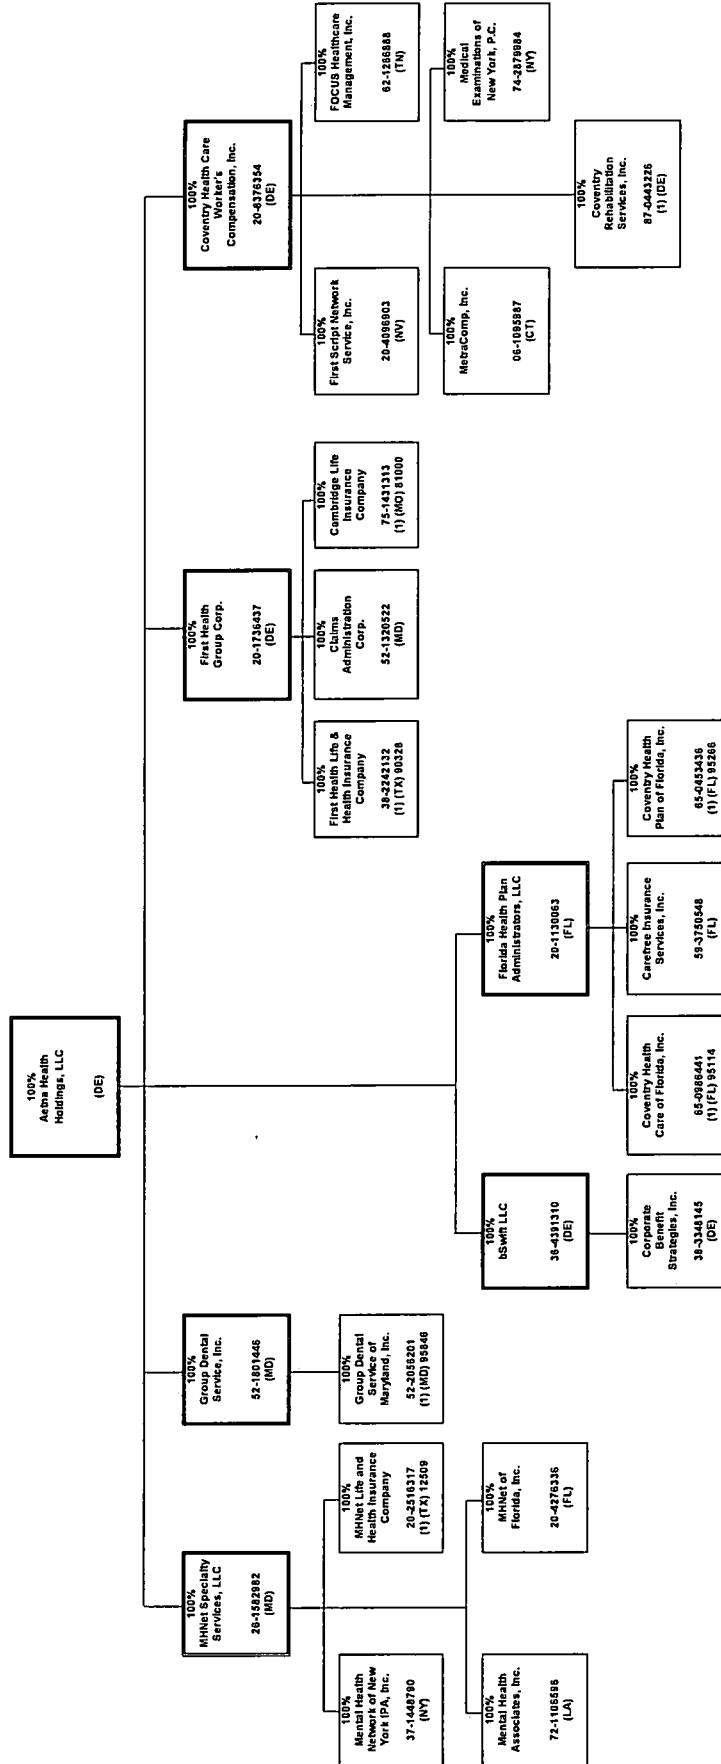 100%
Aetna Health
Holdings, LLC
(DE)
100%
MHNet Specialty
Services, LLC
26-1582982
(MD)
100%
Group Dental
Service, Inc.
52-1801446
(MD)
100%
First Health
Group Corp.
20-1736437
(DE)
100%
Coventry Health Care
Worker's
Compensation, Inc.
20-8376354
(DE)
100%
Mental Health
Network of New
York IPA, Inc.
37-1448790
(NY)
100%
MHNet Life and
Health Insurance
Company
20-2516317
(1) (TX) 12509
100%
Group Dental
Service of
Maryland, Inc.
52-2056201
(1) (MD) 95846
100%
First Health Life &
Health Insurance
Company
38-2242132
(1) (TX) 90328
100%
Claims
Administration
Corp.
52-1320522
(MD)
100%
Cambridge Life
Insurance
Company
75-1431313
(1) (MO) 81000
100%
First Script Network
Service, Inc.
20-4096903
(NV)
100%
FOCUS Healthcare
Management, Inc.
62-1266888
(TN)
100%
Mental Health
Associates, Inc.
72-1106596
(LA)
100%
MHNet of
Florida, Inc.
20-4276336
(FL)
100%
bSwift LLC
36-4391310
(DE)
100%
Florida Health Plan
Administrators, LLC
20-1130063
(FL)
100%
MetraComp, Inc.
06-1095987
(CT)
100%
Medical
Examinations of
New York, P.C.
74-2879984
(NY)
100%
Corporate
Benefit
Strategies, Inc.
38-3348145
(DE)
100%
Coventry Health
Care of Florida, Inc.
65-0986441
(1) (FL) 95114
100%
Carefree Insurance
Services, Inc.
59-3750548
(FL)
100%
Coventry Health
Plan of Florida, Inc.
65-0453436
(1) (FL) 95266
100%
Coventry
Rehabilitation
Services, Inc.
87-0443226
(1) (DE)